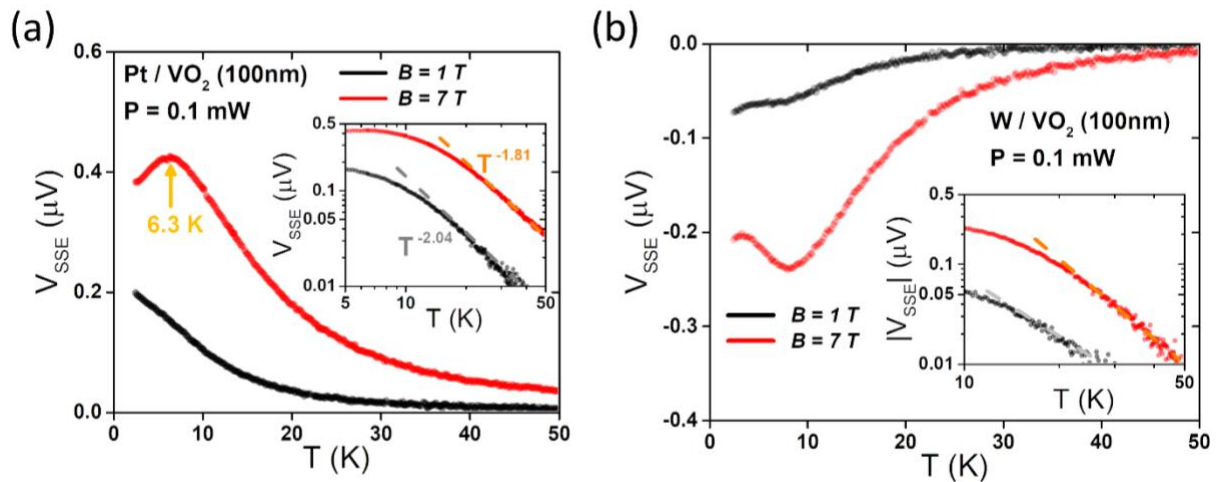 (a)
Pt / VO₂ (100nm)
P = 0.1 mW
B = 1 T
B = 7 T
6.3 K
V_SSE (μV)
0.6
0.4
0.2
0.0
0 10 20 30 40 50
T (K)
V_SSE (μV)
0.5
0.1
0.05
0.01
T^-1.81
T^-2.04
5 10 50
T (K)
(b)
V_SSE (μV)
0.0
-0.1
-0.2
-0.3
-0.4
W / VO₂ (100nm)
P = 0.1 mW
B = 1 T
B = 7 T
|V_SSE| (μV)
0.5
0.1
0.05
0.01
10 50
T (K)
0 10 20 30 40 50
T (K)